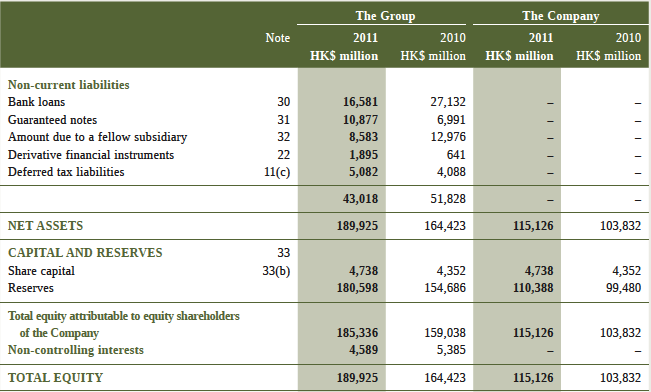 The Group The Company
Note 2011 2010 2011 2010
HK$ million HK$ million HK$ million HK$ million
Non-current liabilities
Bank loans 30 16,581 27,132 – –
Guaranteed notes 31 10,877 6,991 – –
Amount due to a fellow subsidiary 32 8,583 12,976 – –
Derivative financial instruments 22 1,895 641 – –
Deferred tax liabilities 11(c) 5,082 4,088 – –
43,018 51,828 – –
NET ASSETS 189,925 164,423 115,126 103,832
CAPITAL AND RESERVES 33
Share capital 33(b) 4,738 4,352 4,738 4,352
Reserves 180,598 154,686 110,388 99,480
Total equity attributable to equity shareholders
of the Company 185,336 159,038 115,126 103,832
Non-controlling interests 4,589 5,385 – –
TOTAL EQUITY 189,925 164,423 115,126 103,832